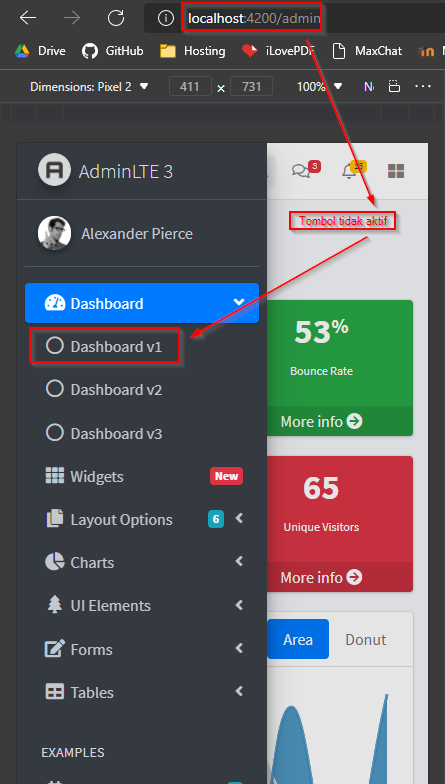 localhost:4200/admin
Drive GitHub Hosting iLovePDF MaxChat in M
Dimensions: Pixel 2 411 × 731 100%
AdminLTE 3
3
Alexander Pierce
Tombol tidak aktif
Dashboard
53%
Bounce Rate
More info
Dashboard v1
Dashboard v2
Dashboard v3
Widgets New
65
Unique Visitors
More info
Layout Options 6
Charts
UI Elements
Forms
Tables
Area Donut
EXAMPLES